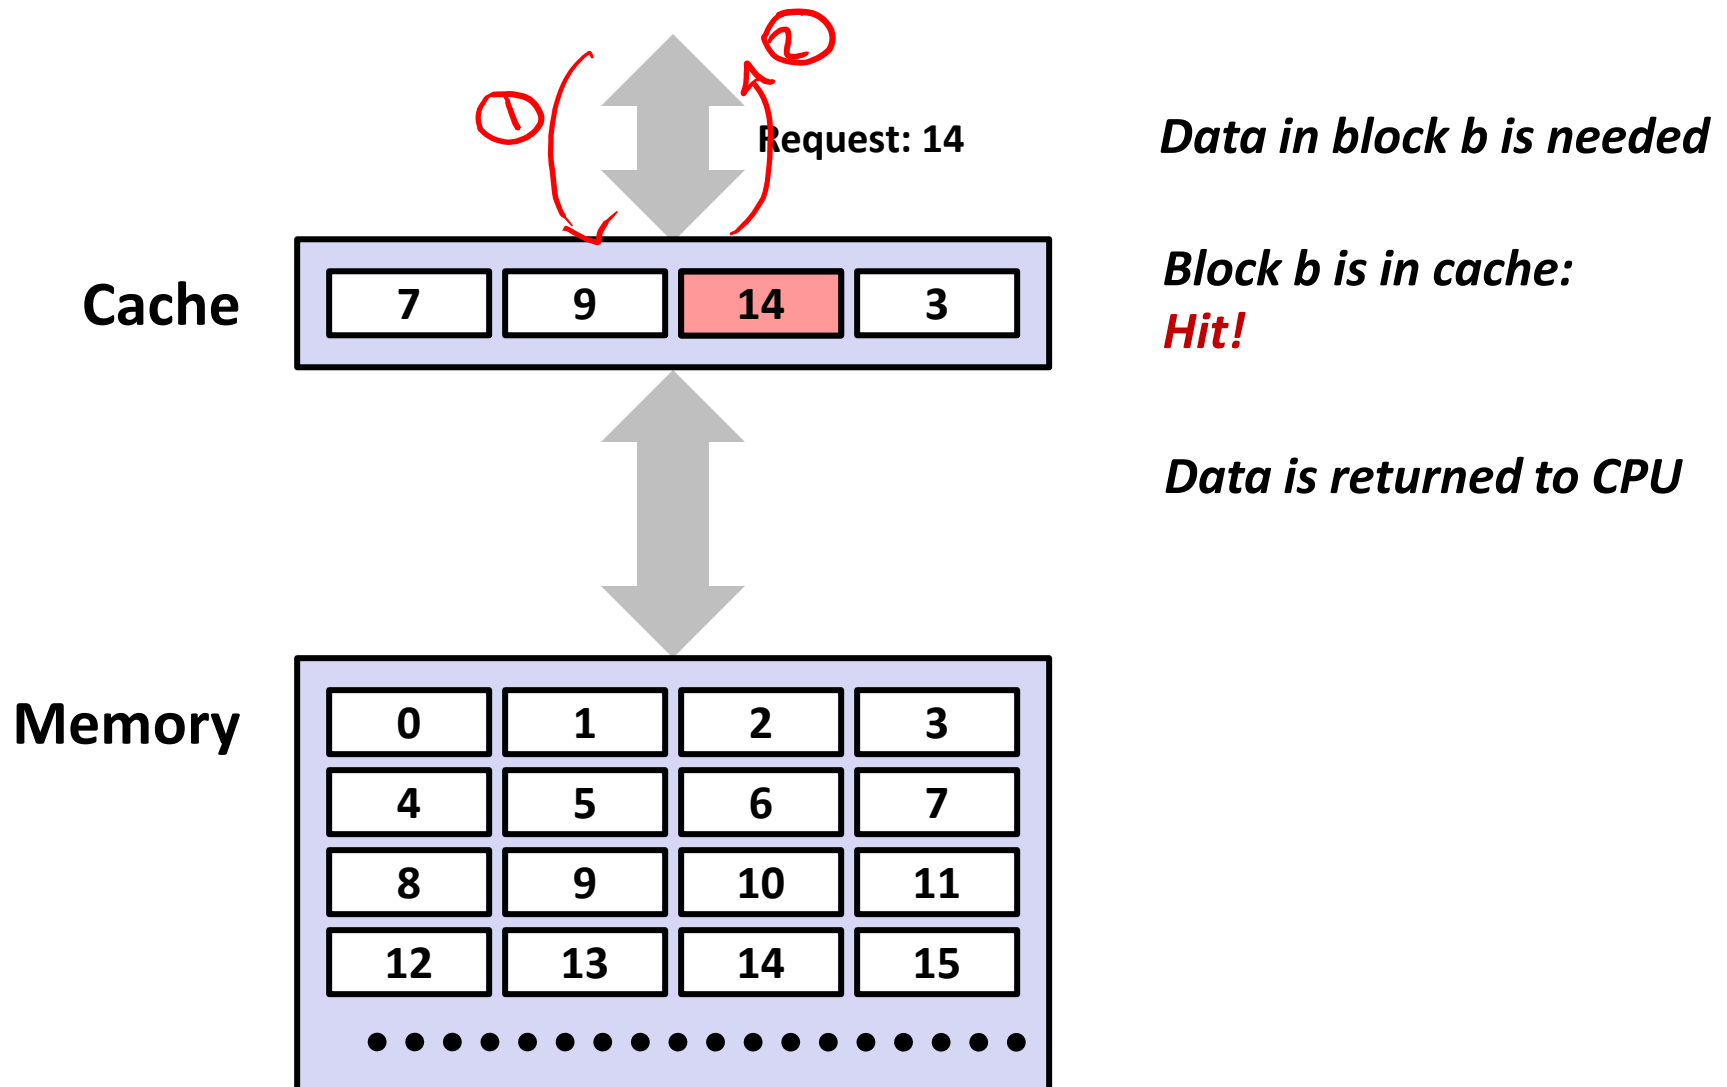 1
2
Request: 14
Data in block b is needed
Cache
7 9 14 3
Block b is in cache:
Hit!
Data is returned to CPU
Memory
0 1 2 3
4 5 6 7
8 9 10 11
12 13 14 15